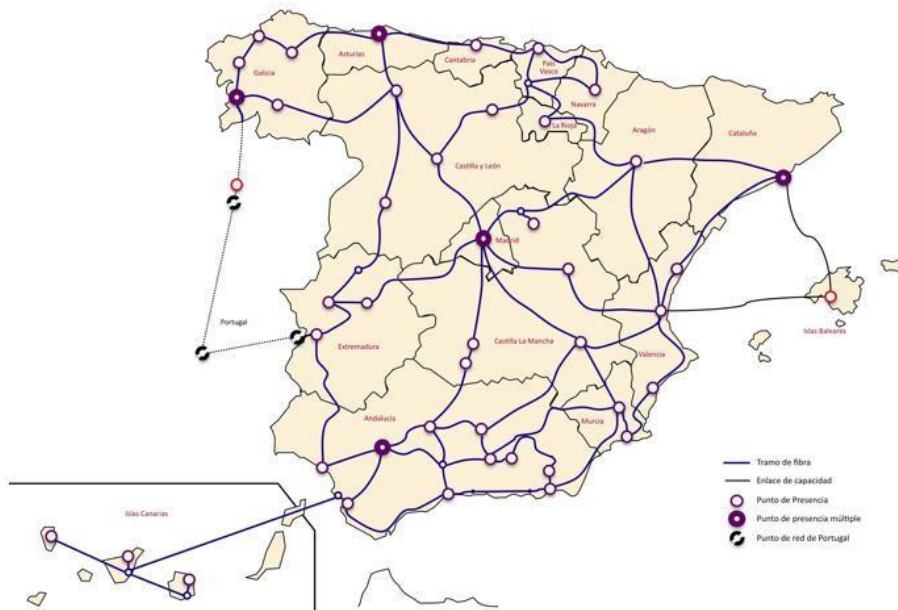 Asturias
Cantabria
País
Vasco
Galicia
Navarra
La Rioja
Aragón
Cataluña
Castilla y León
Madrid
Portugal
Islas Baleares
Extremadura
Castilla La Mancha
Valencia
Andalucía
Murcia
Islas Canarias
Tramo de fibra
Enlace de capacidad
Punto de Presencia
Punto de presencia múltiple
Punto de red de Portugal